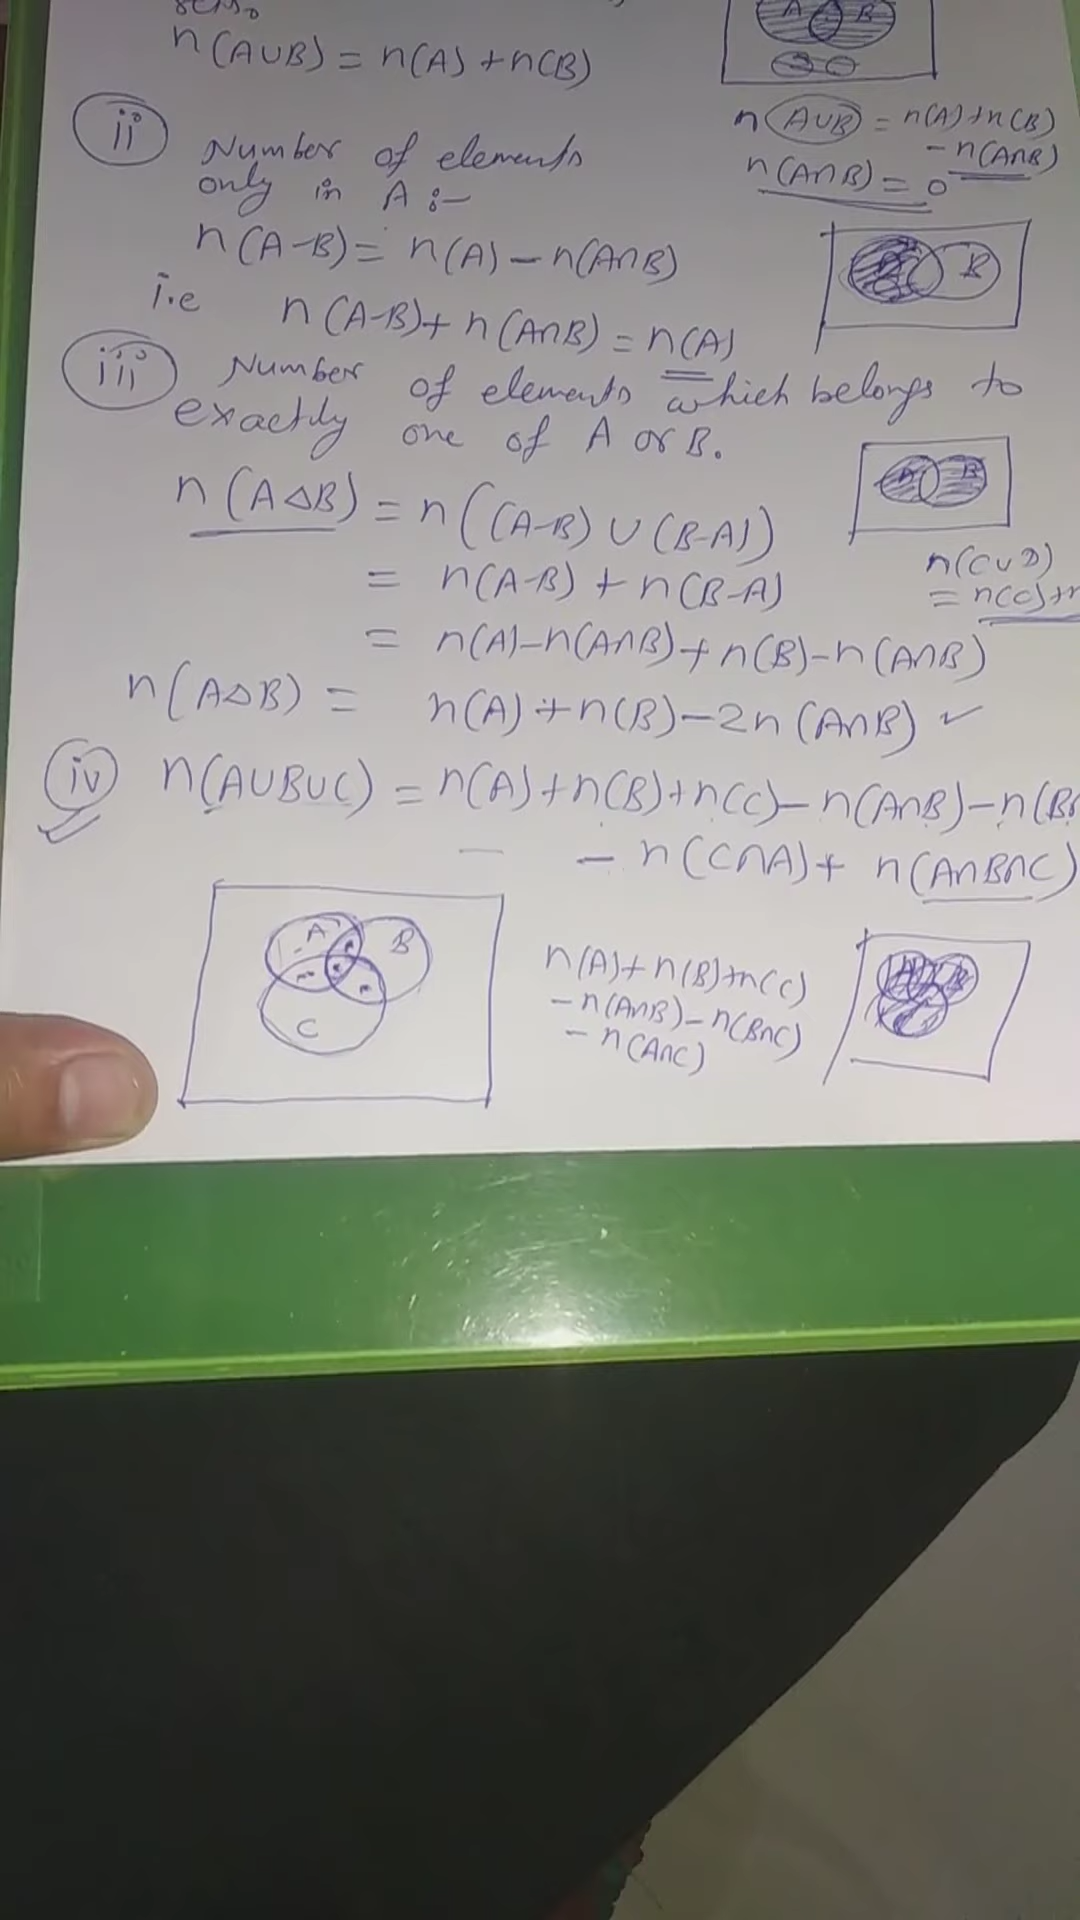 n(A∪B) = n(A) + n(B)
A B
n(A∪B) = n(A)+n(B)
- n(A∩B)
n(A∩B) = 0
ii Number of elements
only in A :-
n(A-B) = n(A) - n(A∩B)
B
i.e n(A-B) + n(A∩B) = n(A)
iii Number of elements which belongs to
exactly one of A or B.
A B
n(A△B) = n((A-B) ∪ (B-A))
= n(A-B) + n(B-A)
n(C∪D)
= n(C)+n
= n(A)-n(A∩B)+n(B)-n(A∩B)
n(A△B) = n(A)+n(B)-2n(A∩B) ✓
iv n(A∪B∪C) = n(A)+n(B)+n(C)-n(A∩B)-n(B∩
- n(C∩A) + n(A∩B∩C)
A B
C
n(A)+n(B)+n(C)
-n(A∩B)-n(B∩C)
-n(A∩C)
A B
C